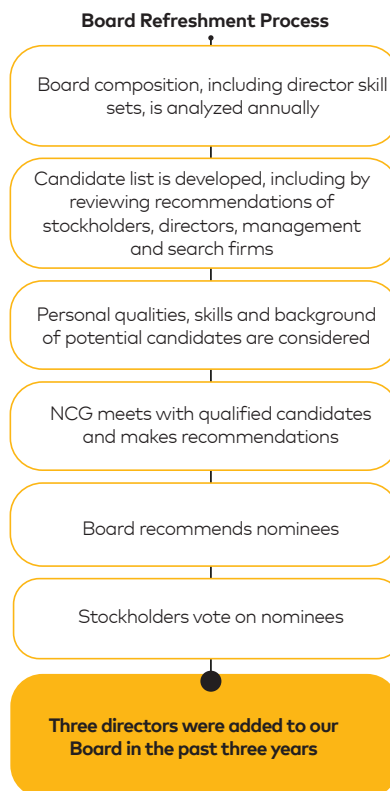 Board Refreshment Process
Board composition, including director skill
sets, is analyzed annually
Candidate list is developed, including by
reviewing recommendations of
stockholders, directors, management
and search firms
Personal qualities, skills and background
of potential candidates are considered
NCG meets with qualified candidates
and makes recommendations
Board recommends nominees
Stockholders vote on nominees
Three directors were added to our
Board in the past three years